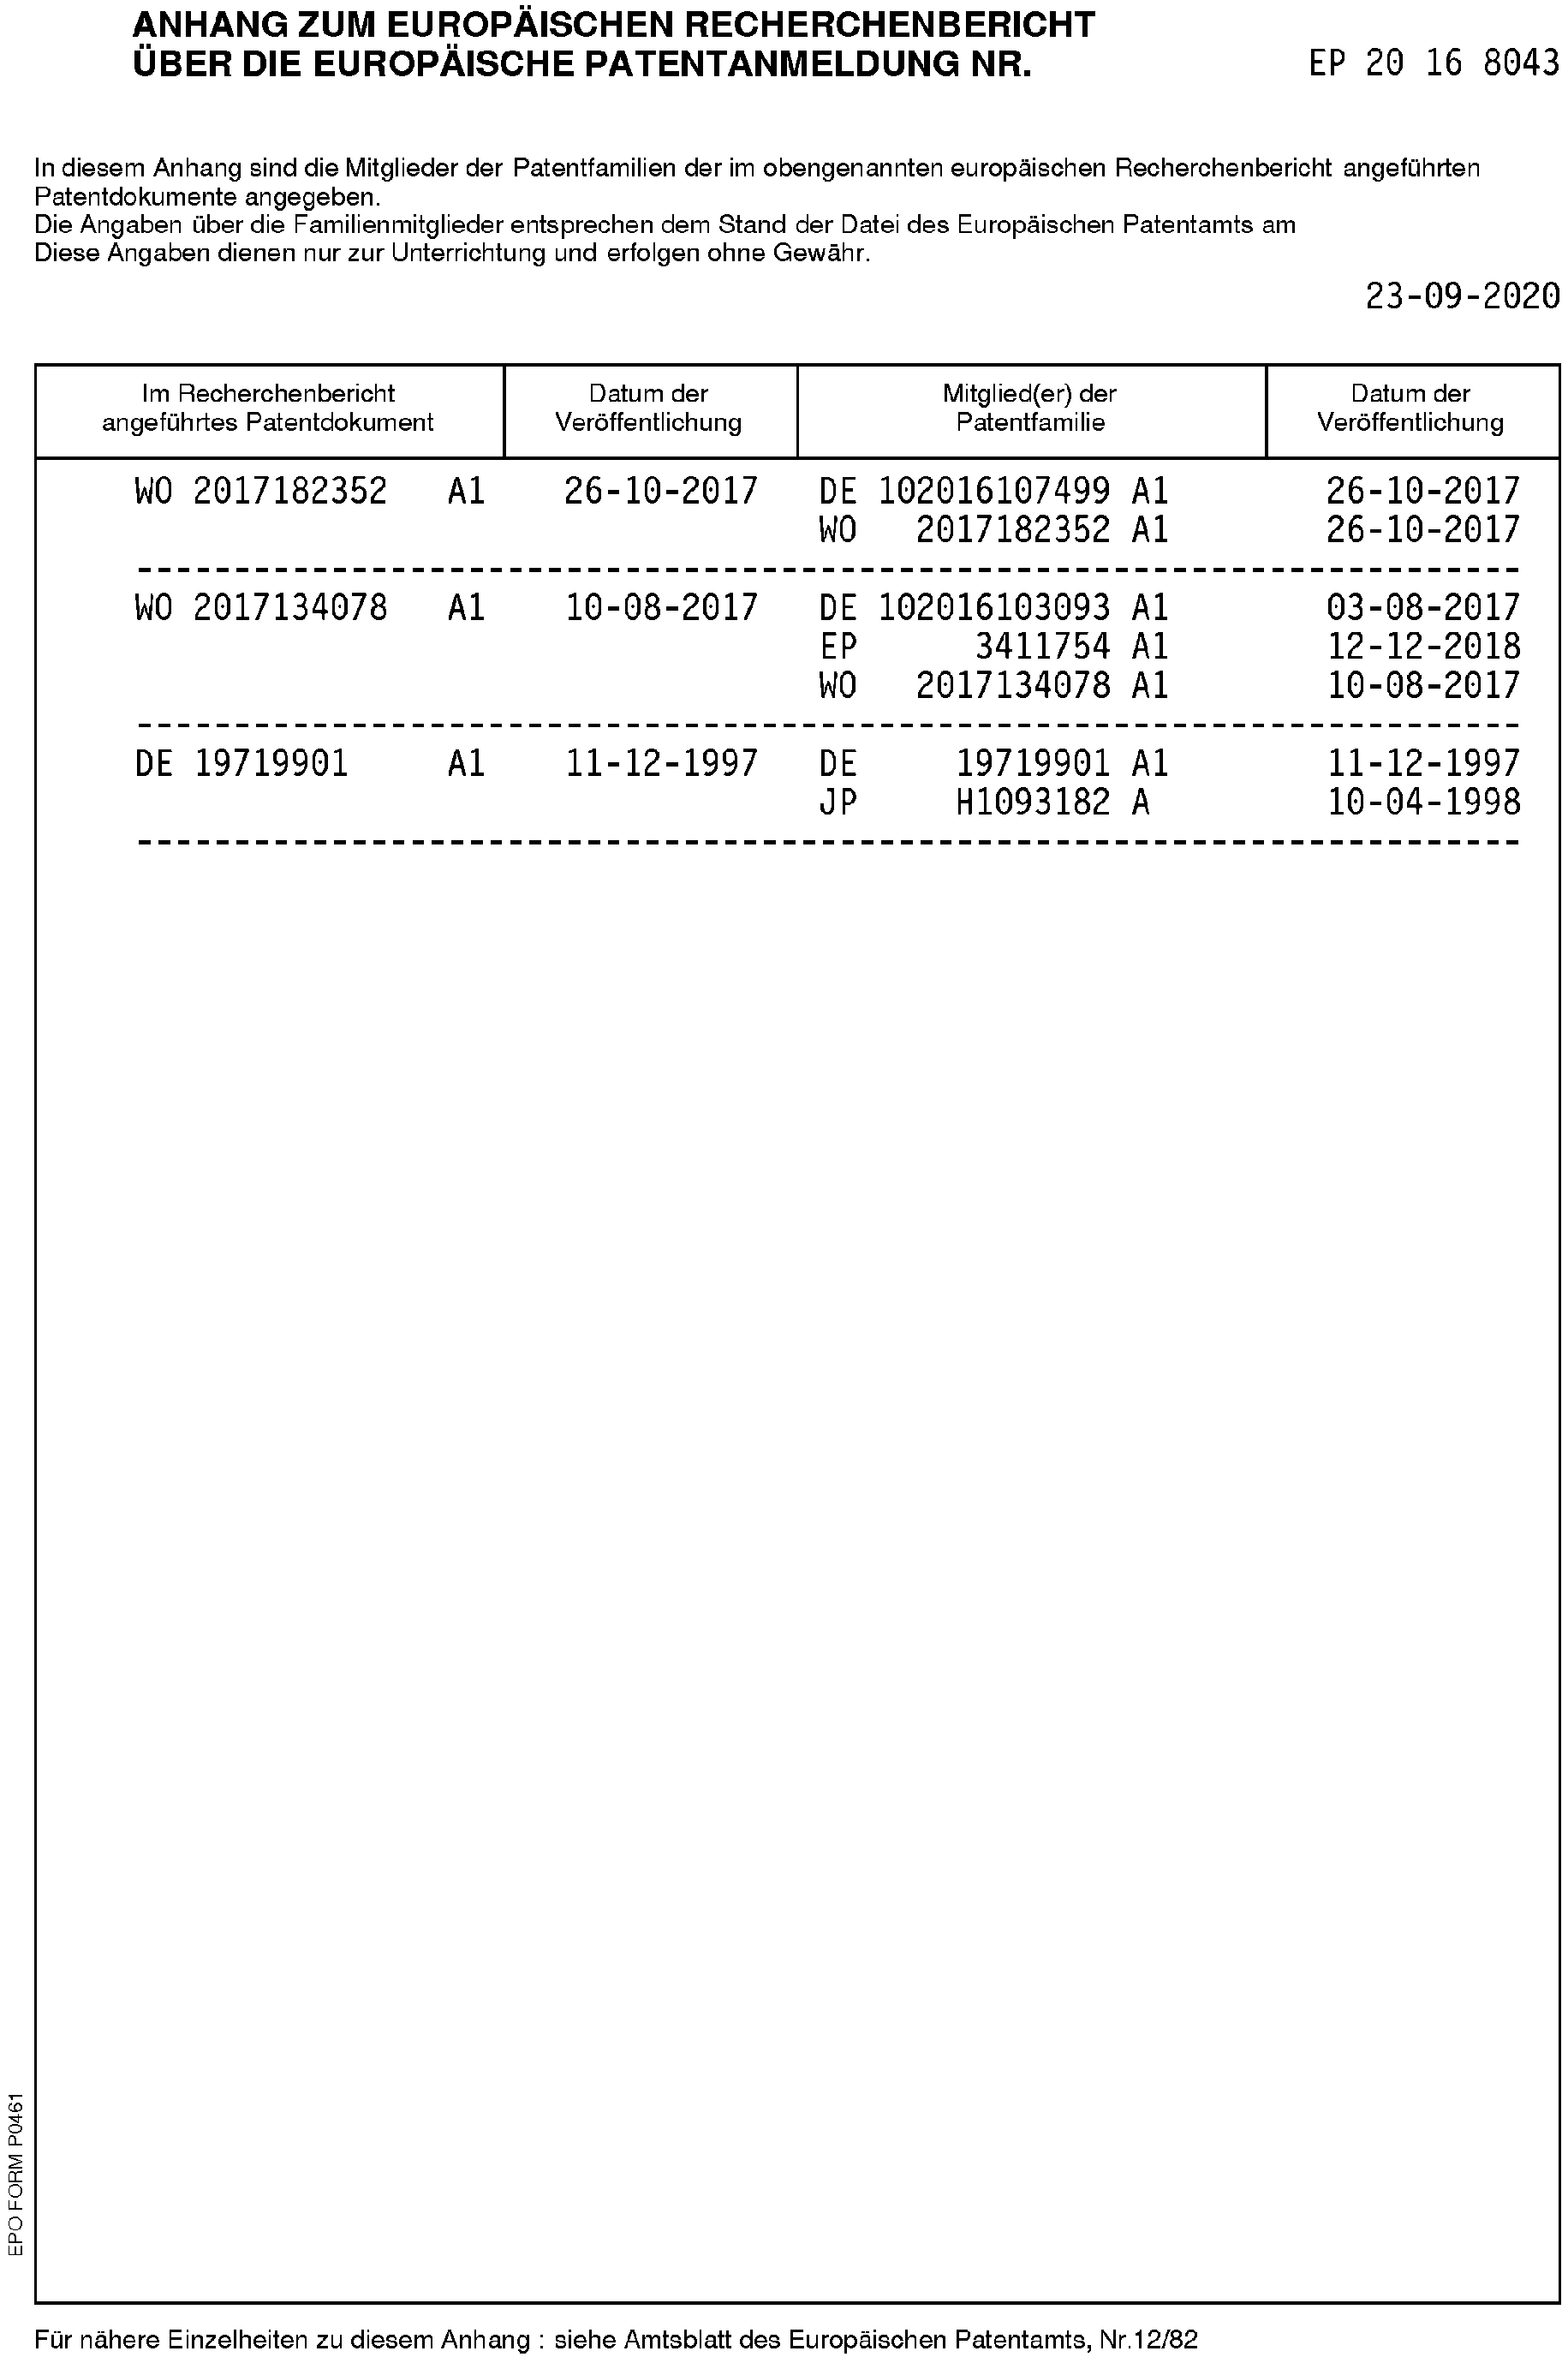 ANHANG ZUM EUROPÄISCHEN RECHERCHENBERICHT
ÜBER DIE EUROPÄISCHE PATENTANMELDUNG NR. EP 20 16 8043
In diesem Anhang sind die Mitglieder der Patentfamilien der im obengenannten europäischen Recherchenbericht angeführten
Patentdokumente angegeben.
Die Angaben über die Familienmitglieder entsprechen dem Stand der Datei des Europäischen Patentamts am
Diese Angaben dienen nur zur Unterrichtung und erfolgen ohne Gewähr.
23-09-2020
Im Recherchenbericht Datum der Mitglied(er) der Datum der
angeführtes Patentdokument Veröffentlichung Patentfamilie Veröffentlichung
WO 2017182352 A1 26-10-2017 DE 102016107499 A1 26-10-2017
WO 2017182352 A1 26-10-2017
WO 2017134078 A1 10-08-2017 DE 102016103093 A1 03-08-2017
EP 3411754 A1 12-12-2018
WO 2017134078 A1 10-08-2017
DE 19719901 A1 11-12-1997 DE 19719901 A1 11-12-1997
JP H1093182 A 10-04-1998
EPO FORM P0461
Für nähere Einzelheiten zu diesem Anhang : siehe Amtsblatt des Europäischen Patentamts, Nr.12/82